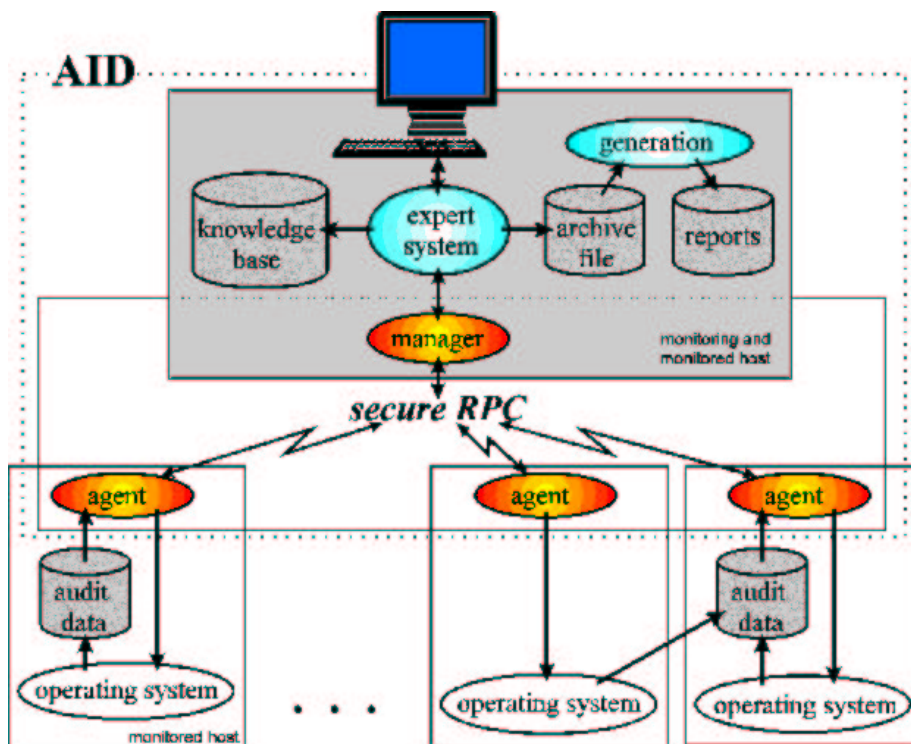 AID
generation
knowledge
base
expert
system
archive
file
reports
manager
monitoring and
monitored host
secure RPC
agent
agent
agent
audit
data
audit
data
operating system
. . .
operating system
operating system
monitored host